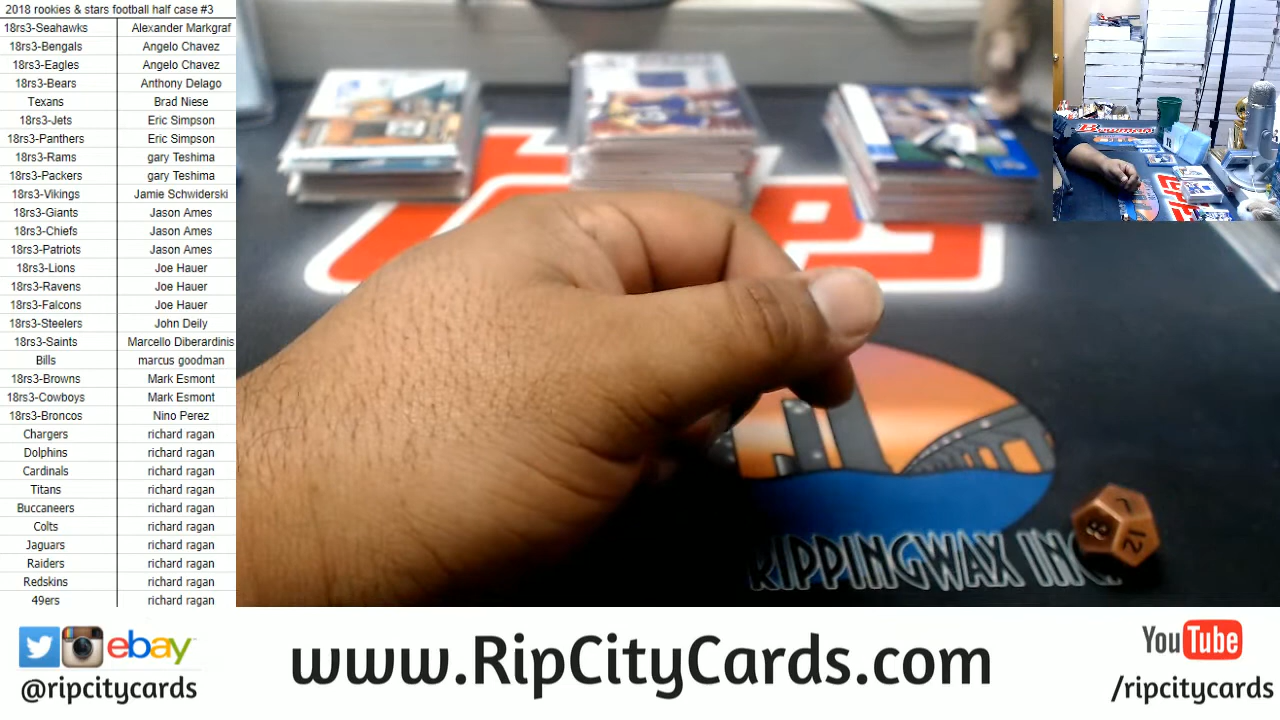 2018 rookies & stars football half case #3
18rs3-Seahawks Alexander Markgraf
18rs3-Bengals Angelo Chavez
18rs3-Eagles Angelo Chavez
18rs3-Bears Anthony Delago
Texans Brad Niese
18rs3-Jets Eric Simpson
18rs3-Panthers Eric Simpson
18rs3-Rams gary Teshima
18rs3-Packers gary Teshima
18rs3-Vikings Jamie Schwiderski
18rs3-Giants Jason Ames
18rs3-Chiefs Jason Ames
18rs3-Patriots Jason Ames
18rs3-Lions Joe Hauer
18rs3-Ravens Joe Hauer
18rs3-Falcons Joe Hauer
18rs3-Steelers John Deily
18rs3-Saints Marcello Diberardinis
Bills marcus goodman
18rs3-Browns Mark Esmont
18rs3-Cowboys Mark Esmont
18rs3-Broncos Nino Perez
Chargers richard ragan
Dolphins richard ragan
Cardinals richard ragan
Titans richard ragan
Buccaneers richard ragan
Colts richard ragan
Jaguars richard ragan
Raiders richard ragan
Redskins richard ragan
49ers richard ragan
RIPPINGWAX INC
12
ebay
@ripcitycards
www.RipCityCards.com
YouTube
/ripcitycards